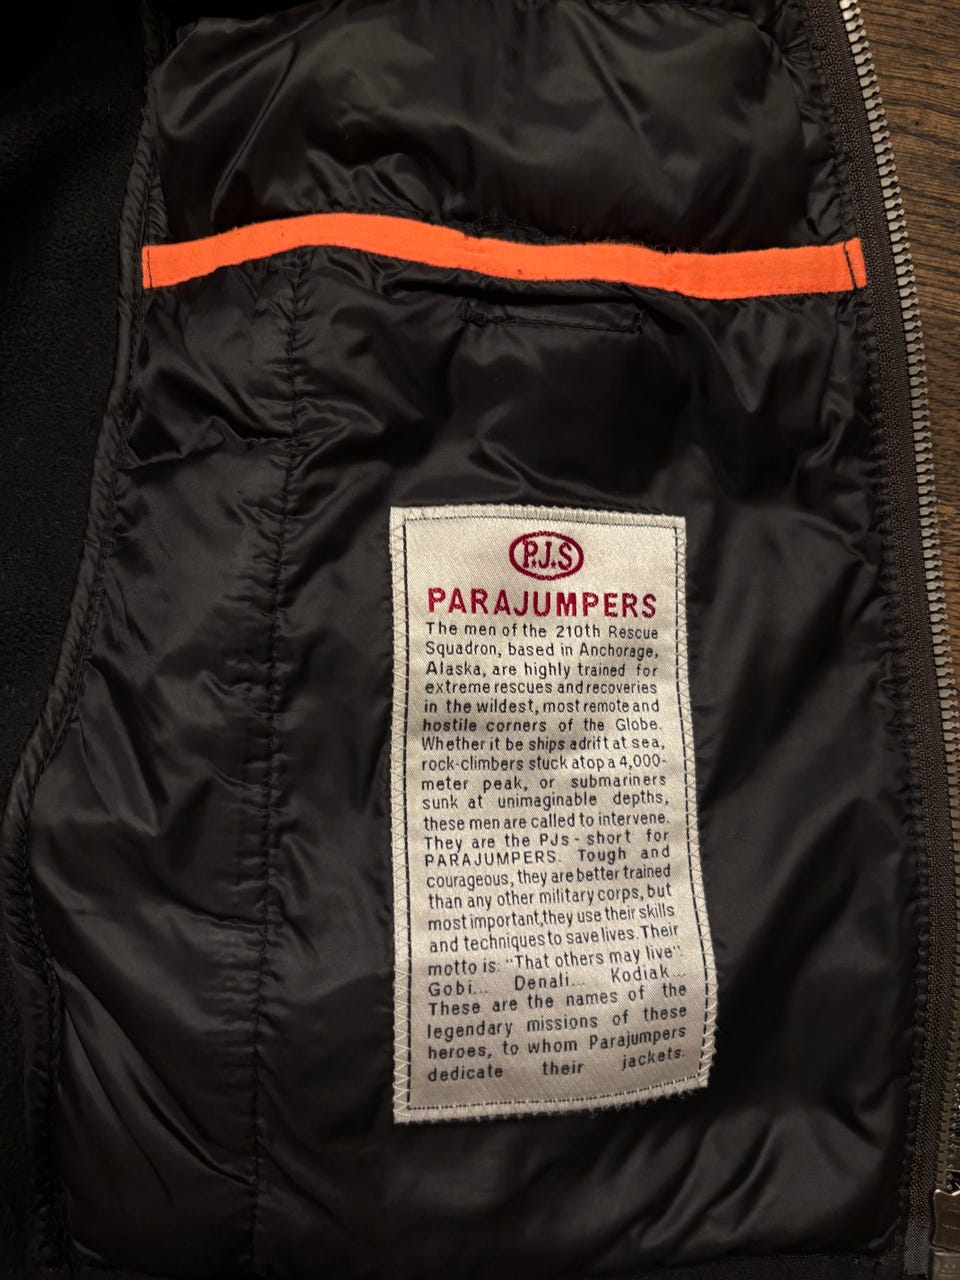 P.J.S
PARAJUMPERS
The men of the 210th Rescue
Squadron, based in Anchorage,
Alaska, are highly trained for
extreme rescues and recoveries
in the wildest, most remote and
hostile corners of the Globe.
Whether it be ships adrift at sea,
rock-climbers stuck atop a 4,000-
meter peak, or submariners
sunk at unimaginable depths,
these men are called to intervene.
They are the PJs - short for
PARAJUMPERS. Tough and
courageous, they are better trained
than any other military corps, but
most important,they use their skills
and techniques to save lives. Their
motto is: "That others may live":
Gobi... Denali... Kodiak...
These are the names of the
legendary missions of these
heroes, to whom Parajumpers
dedicate their jackets.